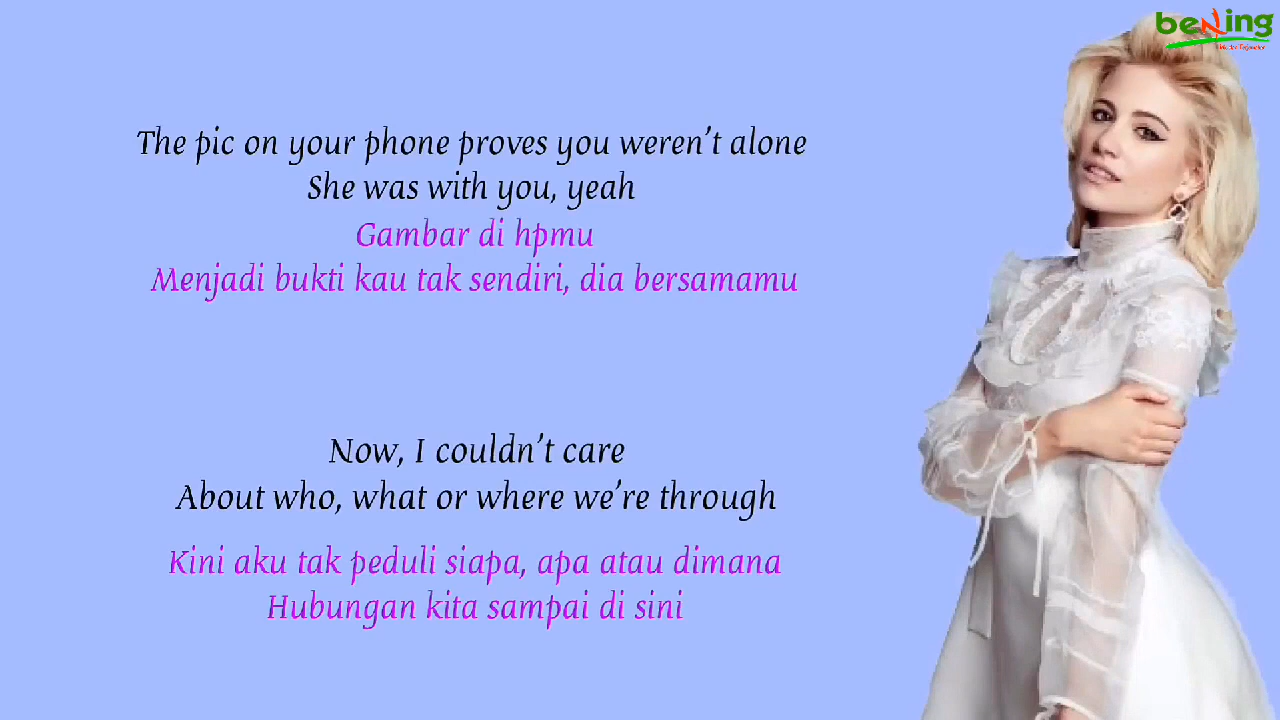 beNing
The pic on your phone proves you weren't alone
She was with you, yeah
Gambar di hpmu
Menjadi bukti kau tak sendiri, dia bersamamu
Now, I couldn't care
About who, what or where we're through
Kini aku tak peduli siapa, apa atau dimana
Hubungan kita sampai di sini